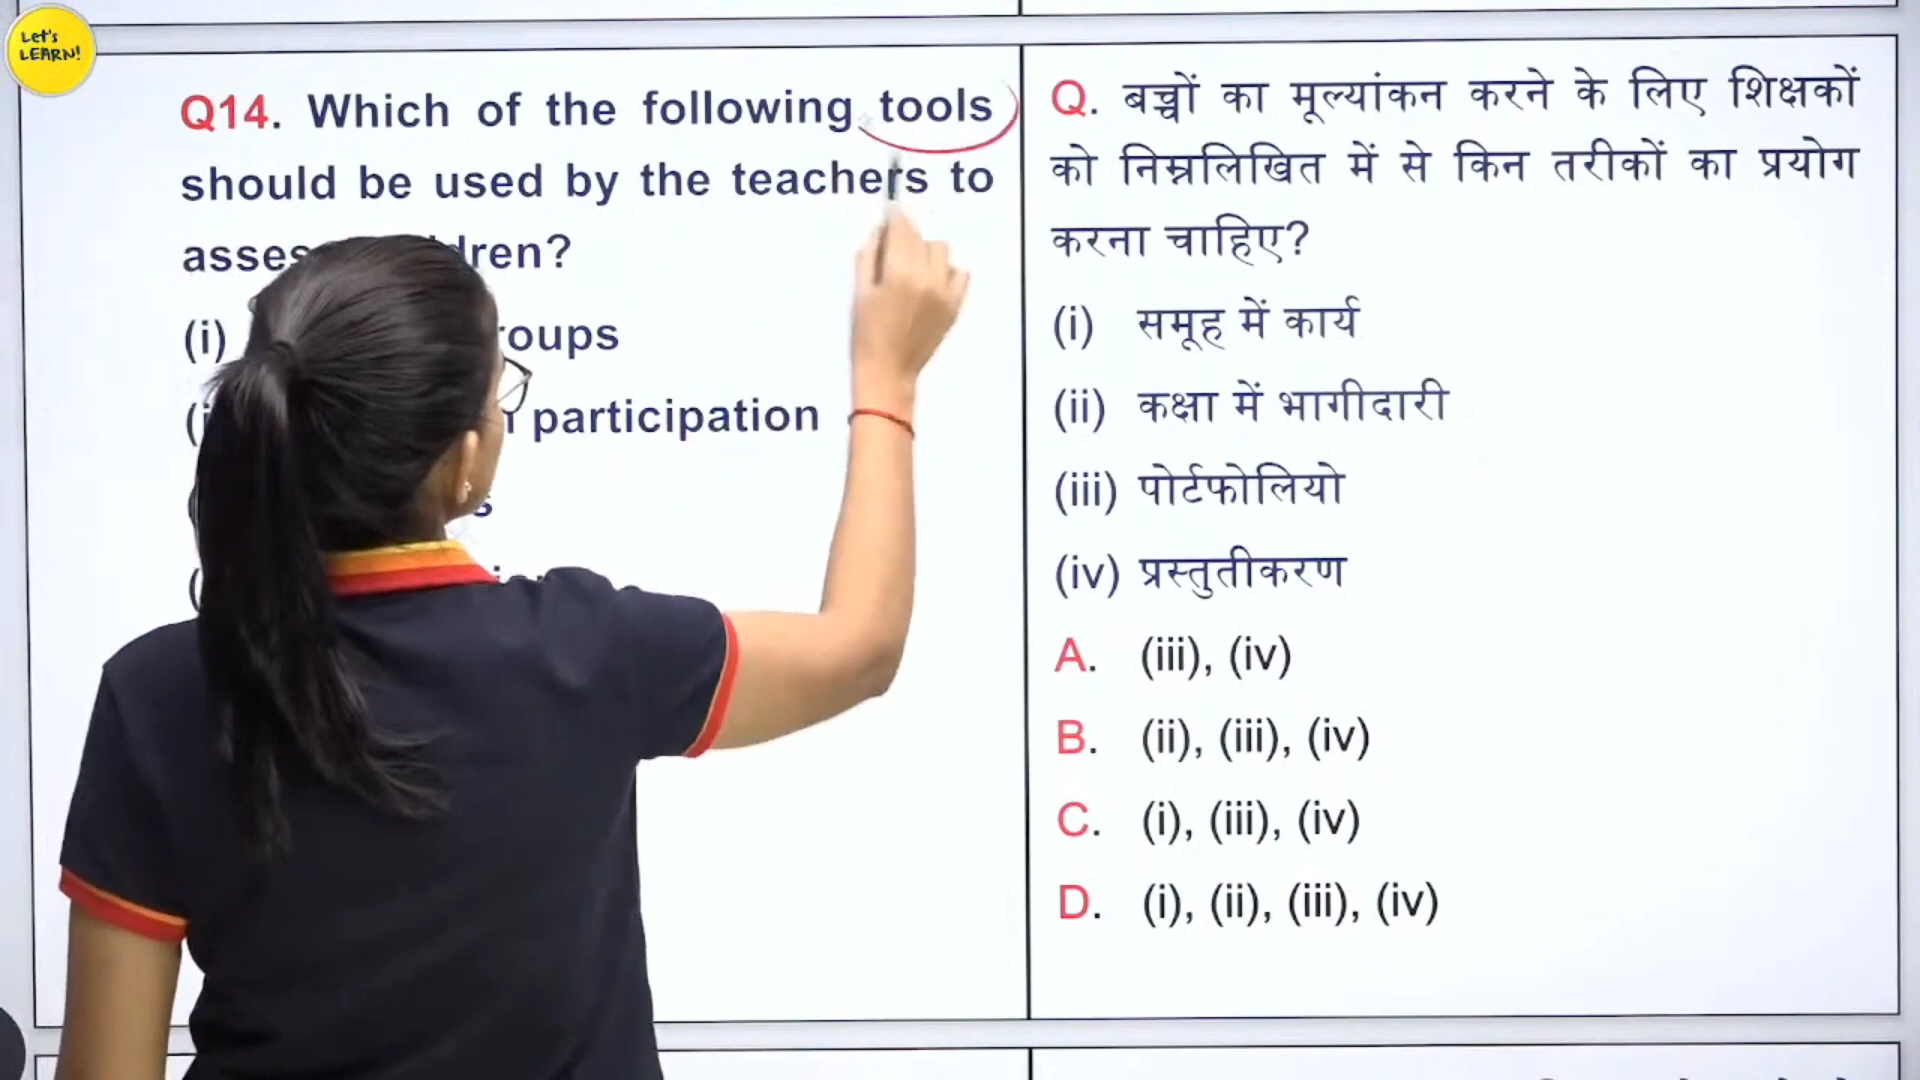 Let's
LEARN!
Q14. Which of the following tools
should be used by the teachers to
dren?
(i)
participation
Q. बच्चों का मूल्यांकन करने के लिए शिक्षकों
को निम्नलिखित में से किन तरीकों का प्रयोग
करना चाहिए?
(i) समूह में कार्य
(ii) कक्षा में भागीदारी
(iii) पोर्टफोलियो
(iv) प्रस्तुतीकरण
A. (iii), (iv)
B. (ii), (iii), (iv)
C. (i), (iii), (iv)
D. (i), (ii), (iii), (iv)